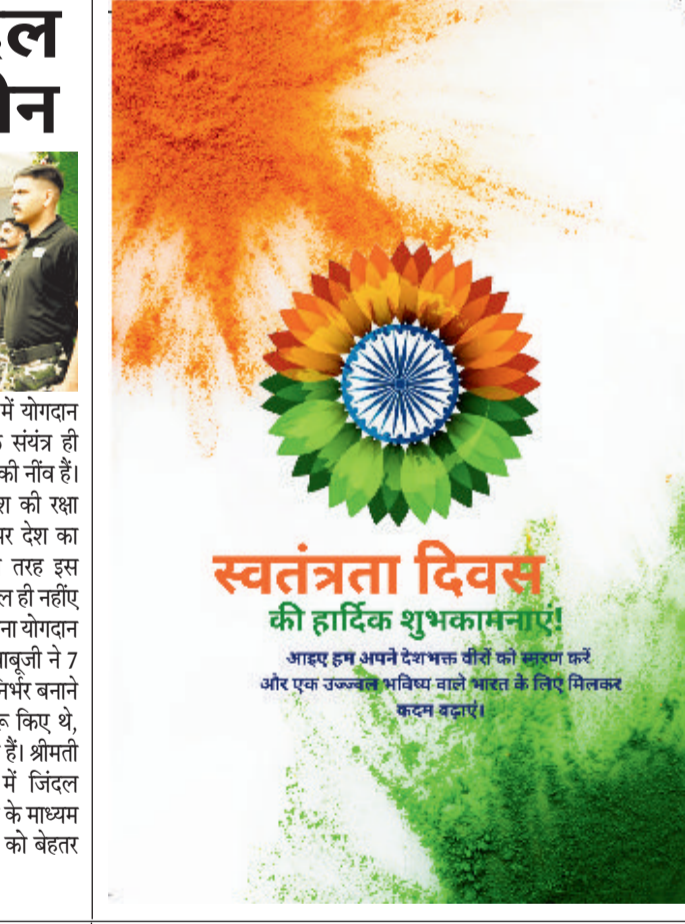 में योगदान
संयंत्र ही
की नींव हैं।
की रक्षा
पर देश का
तरह इस
ल ही नहींए
ना योगदान
बाबूजी ने 7
निर्भर बनाने
किए थे,
हैं। श्रीमती
में जिंदल
के माध्यम
को बेहतर
स्वतंत्रता दिवस
की हार्दिक शुभकामनाएं!
आइए हम अपने देशभक्त वीरों को स्मरण करें
और एक उज्ज्वल भविष्य वाले भारत के लिए मिलकर
कदम बढ़ाएं।